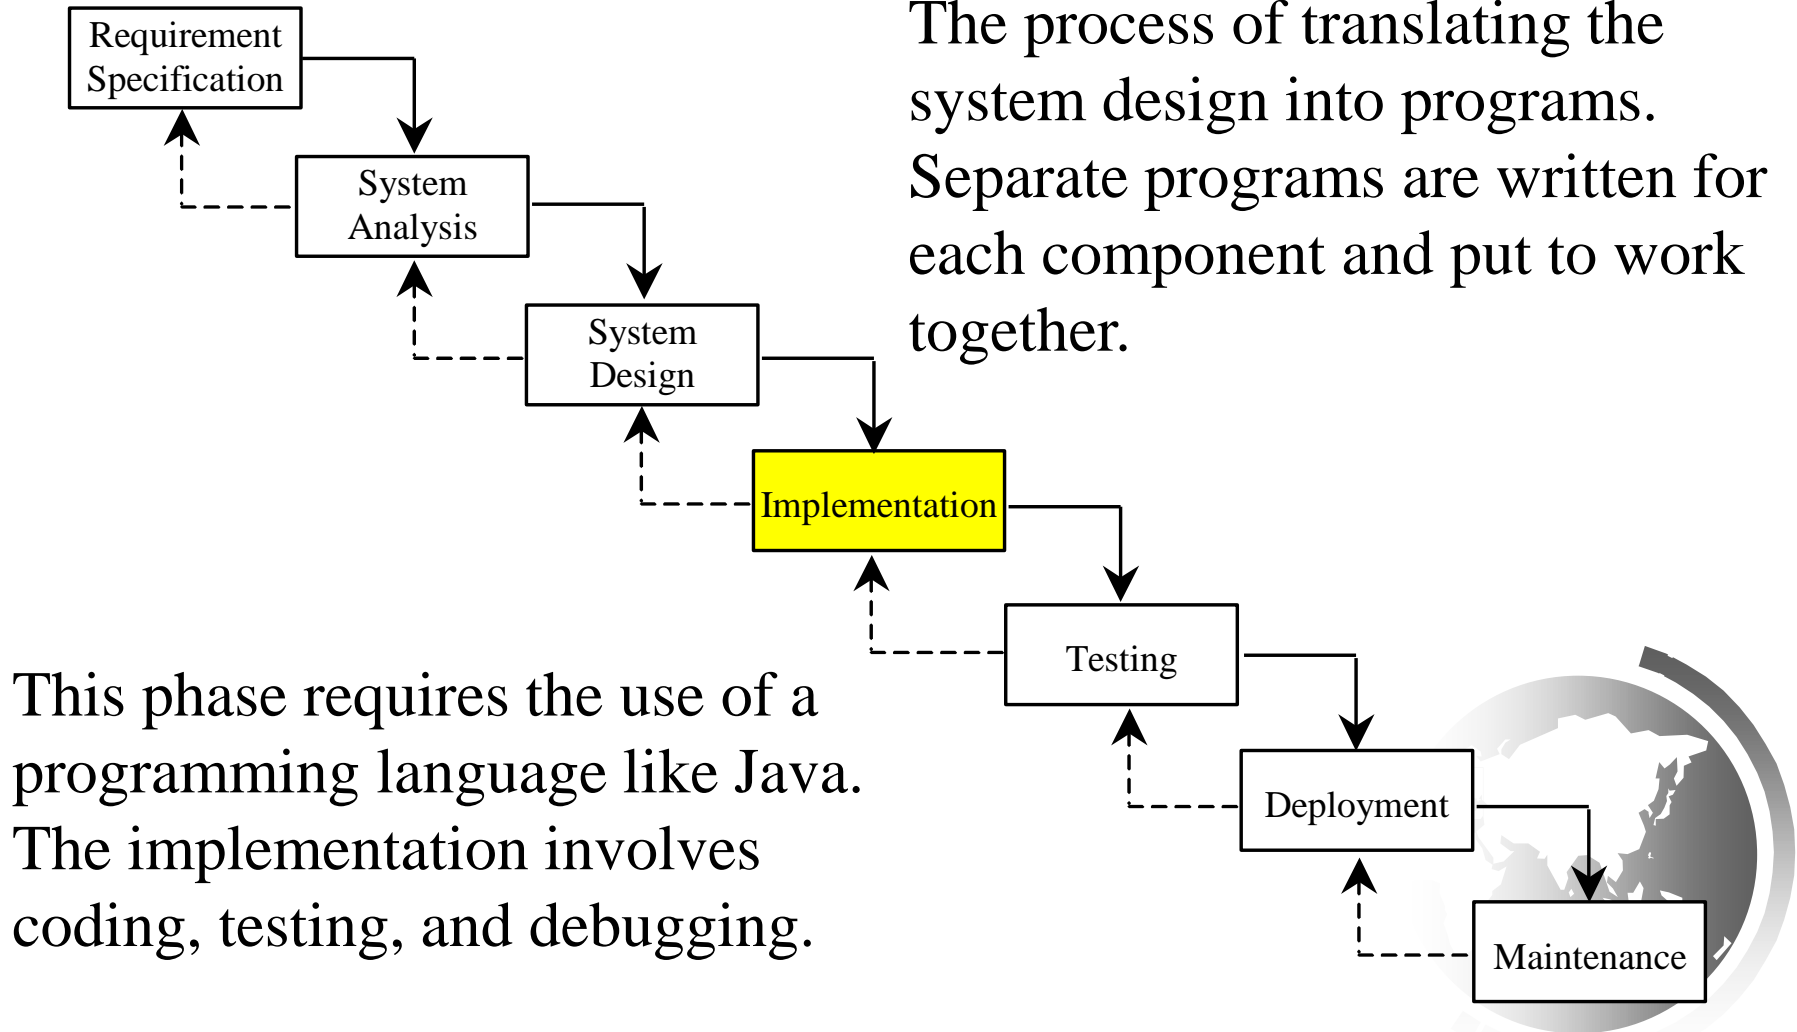 The process of translating the
system design into programs.
Separate programs are written for
each component and put to work
together.
Requirement
Specification
System
Analysis
System
Design
Implementation
Testing
Deployment
Maintenance
This phase requires the use of a
programming language like Java.
The implementation involves
coding, testing, and debugging.